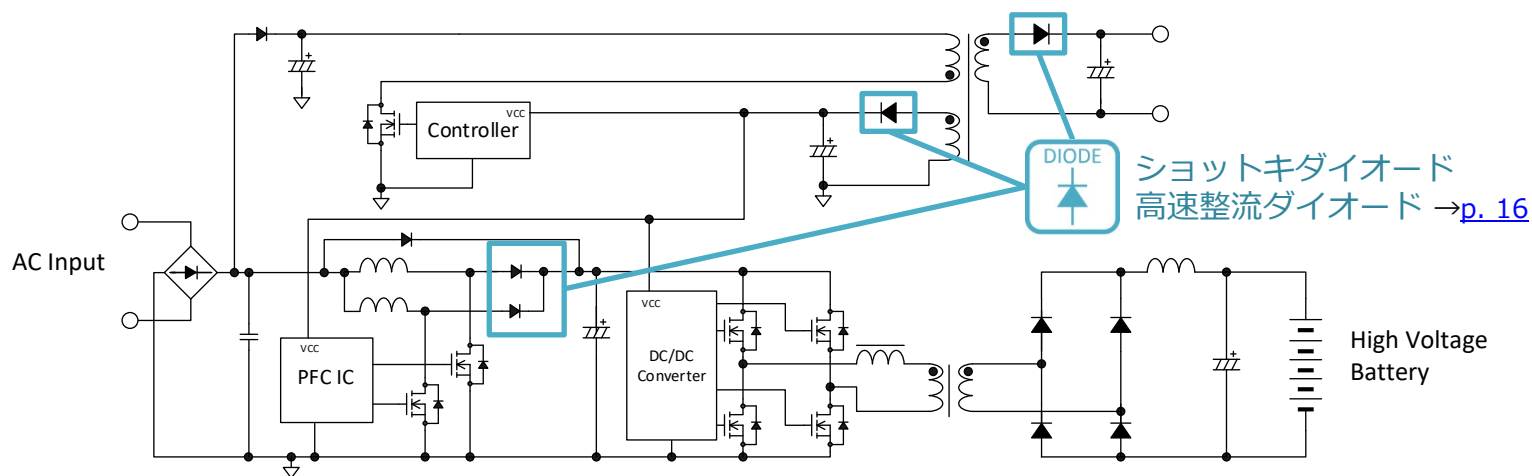 VCC
Controller
DIODE
ショットキダイオード
高速整流ダイオード →p. 16
AC Input
VCC
PFC IC
VCC
DC/DC
Converter
High Voltage
Battery